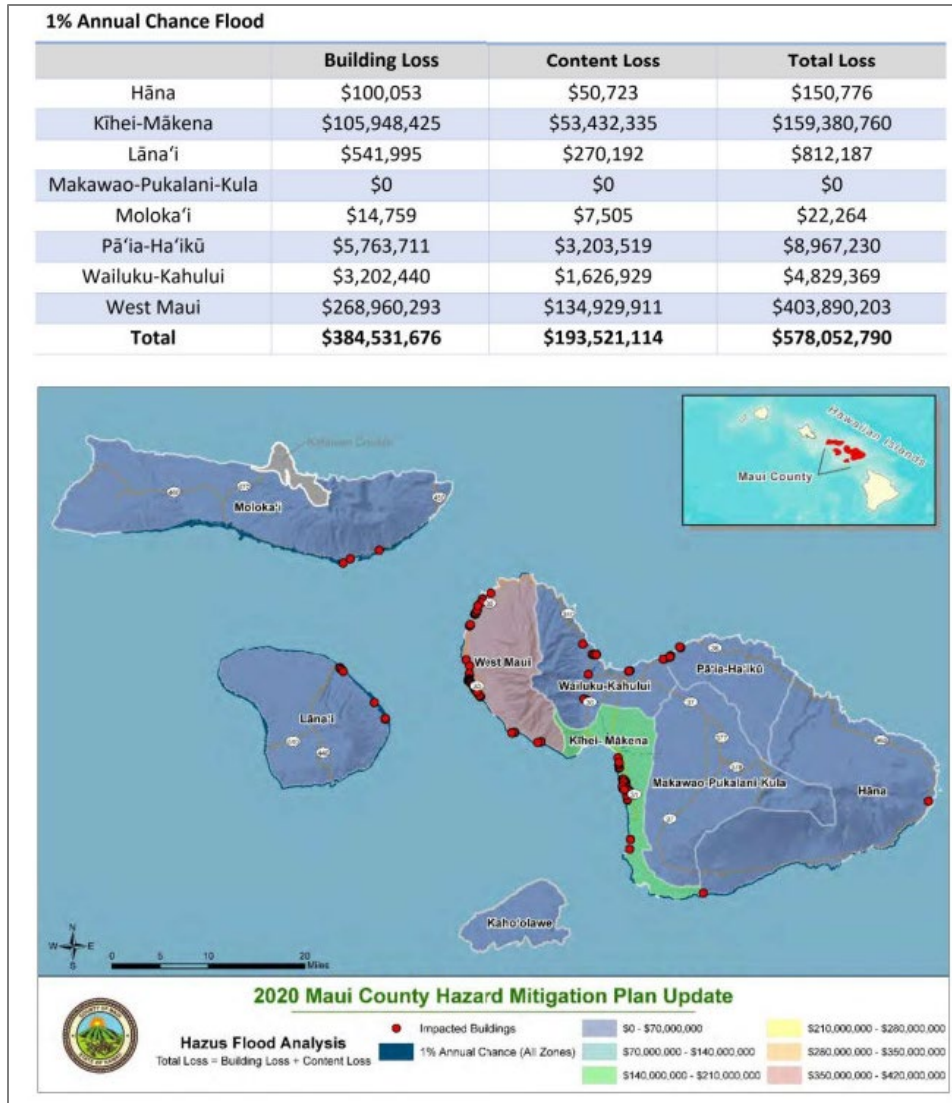 1% Annual Chance Flood
Building Loss Content Loss Total Loss
Hāna $100,053 $50,723 $150,776
Kīhei-Mākena $105,948,425 $53,432,335 $159,380,760
Lāna‘i $541,995 $270,192 $812,187
Makawao-Pukalani-Kula $0 $0 $0
Moloka‘i $14,759 $7,505 $22,264
Pā‘ia-Ha‘ikū $5,763,711 $3,203,519 $8,967,230
Wailuku-Kahului $3,202,440 $1,626,929 $4,829,369
West Maui $268,960,293 $134,929,911 $403,890,203
Total $384,531,676 $193,521,114 $578,052,790
Hawaiian Islands
Maui County
Moloka‘i
West Maui
Pā‘ia-Ha‘ikū
Wailuku-Kahului
Lāna‘i
Kīhei- Mākena
Makawao-Pukalani-Kula
Hāna
Kaho‘olawe
N
W E
S
0 5 10 20
Miles
2020 Maui County Hazard Mitigation Plan Update
Hazus Flood Analysis
Total Loss = Building Loss + Content Loss
Impacted Buildings
1% Annual Chance (All Zones)
$0 - $70,000,000
$70,000,000 - $140,000,000
$140,000,000 - $210,000,000
$210,000,000 - $280,000,000
$280,000,000 - $350,000,000
$350,000,000 - $420,000,000